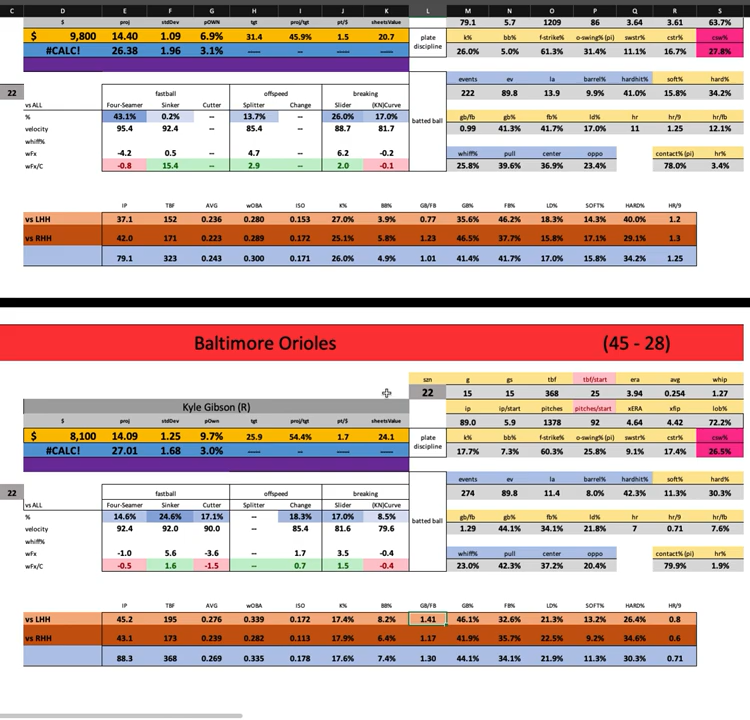 C D E F G H I J K L M N O P Q R S
$ proj stdDev pOWN tgt proj/tgt pt/$ sheetsValue 79.1 5.7 1209 86 3.64 3.61 63.7%
$ 9,800 14.40 1.09 6.9% 31.4 45.9% 1.5 20.7 plate discipline k% bb% f-strike% o-swing% (pi) swstr% cstr% csw%
#CALC! 26.38 1.96 3.1% ----- ----- -- ----- 26.0% 5.0% 61.3% 31.4% 11.1% 16.7% 27.8%
events ev la barrel% hardhit% soft% hard%
22 fastball offspeed breaking batted ball 222 89.8 13.9 9.9% 41.0% 15.8% 34.2%
vs ALL Four-Seamer Sinker Cutter Splitter Change Slider (KN)Curve
% 43.1% 0.2% -- 13.7% -- 26.0% 17.0% gb/fb gb% fb% ld% hr hr/9 hr/fb
velocity 95.4 92.4 -- 85.4 -- 88.7 81.7 0.99 41.3% 41.7% 17.0% 11 1.25 12.1%
whiff%
wFx -4.2 0.5 4.7 6.2 -0.2 whiff% pull center oppo contact% (pi) hr%
wFx/C -0.8 15.4 -- 2.9 -- 2.0 -0.1 25.8% 39.6% 36.9% 23.4% 78.0% 3.4%
IP TBF AVG wOBA ISO K% BB% GB/FB GB% FB% LD% SOFT% HARD% HR/9
vs LHH 37.1 152 0.236 0.280 0.153 27.0% 3.9% 0.77 35.6% 46.2% 18.3% 14.3% 40.0% 1.2
vs RHH 42.0 171 0.223 0.289 0.172 25.1% 5.8% 1.23 46.5% 37.7% 15.8% 17.1% 29.1% 1.3
79.1 323 0.243 0.300 0.171 26.0% 4.9% 1.01 41.4% 41.7% 17.0% 15.8% 34.2% 1.25
Baltimore Orioles (45 - 28)
szn g gs tbf tbf/start era avg whip
22 15 15 368 25 3.94 0.254 1.27
Kyle Gibson (R) ip ip/start pitches pitches/start xERA xfip lob%
$ proj stdDev pOwn tgt proj/tgt pt/$ sheetsValue 89.0 5.9 1378 92 4.64 4.42 72.2%
$ 8,100 14.09 1.25 9.7% 25.9 54.4% 1.7 24.1 plate discipline k% bb% f-strike% o-swing% (pi) swstr% cstr% csw%
#CALC! 27.01 1.68 3.0% ----- ----- -- ----- 17.7% 7.3% 60.3% 25.8% 9.1% 17.4% 26.5%
events ev la barrel% hardhit% soft% hard%
22 fastball offspeed breaking batted ball 274 89.8 11.4 8.0% 42.3% 11.3% 30.3%
vs ALL Four-Seamer Sinker Cutter Splitter Change Slider (KN)Curve
% 14.6% 24.6% 17.1% -- 18.3% 17.0% 8.5% gb/fb gb% fb% ld% hr hr/9 hr/fb
velocity 92.4 92.0 90.0 -- 85.4 81.6 79.6 1.29 44.1% 34.1% 21.8% 7 0.71 7.6%
whiff%
wFx -1.0 5.6 -3.6 1.7 3.5 -0.4 whiff% pull center oppo contact% (pi) hr%
wFx/C -0.5 1.6 -1.5 -- 0.7 1.5 -0.4 23.0% 42.3% 37.2% 20.4% 79.9% 1.9%
IP TBF AVG wOBA ISO K% BB% GB/FB GB% FB% LD% SOFT% HARD% HR/9
vs LHH 45.2 195 0.276 0.339 0.172 17.4% 8.2% 1.41 46.1% 32.6% 21.3% 13.2% 26.4% 0.8
vs RHH 43.1 173 0.239 0.282 0.113 17.9% 6.4% 1.17 41.9% 35.7% 22.5% 9.2% 34.6% 0.6
88.3 368 0.269 0.335 0.178 17.6% 7.4% 1.30 44.1% 34.1% 21.9% 11.3% 30.3% 0.71